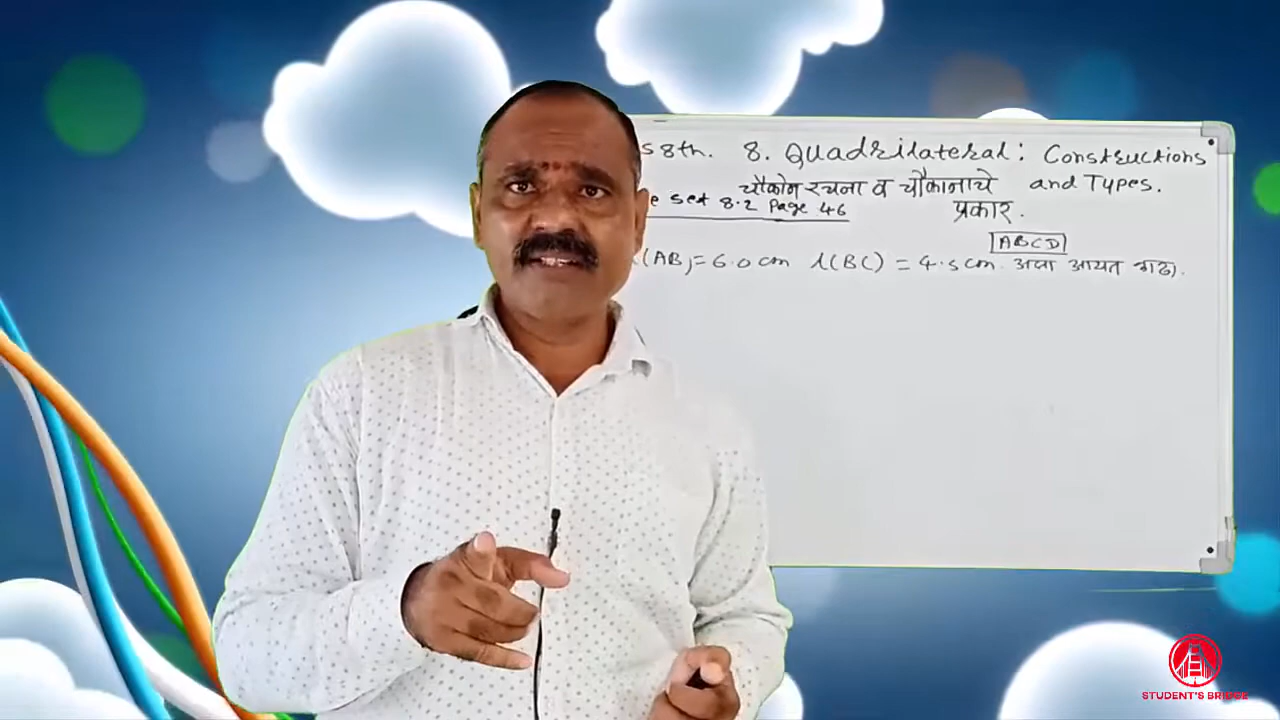 8th. 8. Quadrilateral: Constructions
चौकोन रचना व चौकोनाचे and Types.
set 8.2 Page 46 प्रकार.
ABCD
(AB)=6.0 cm l(BC) = 4.5 cm. असा आयत काढा.
STUDENT'S BRIDGE